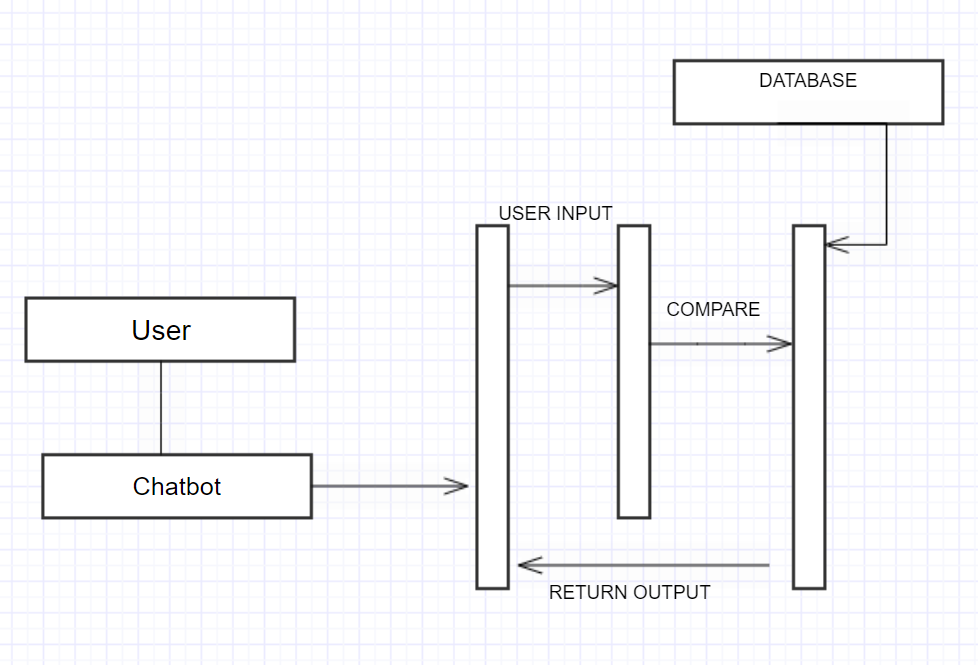 DATABASE
USER INPUT
COMPARE
User
Chatbot
RETURN OUTPUT